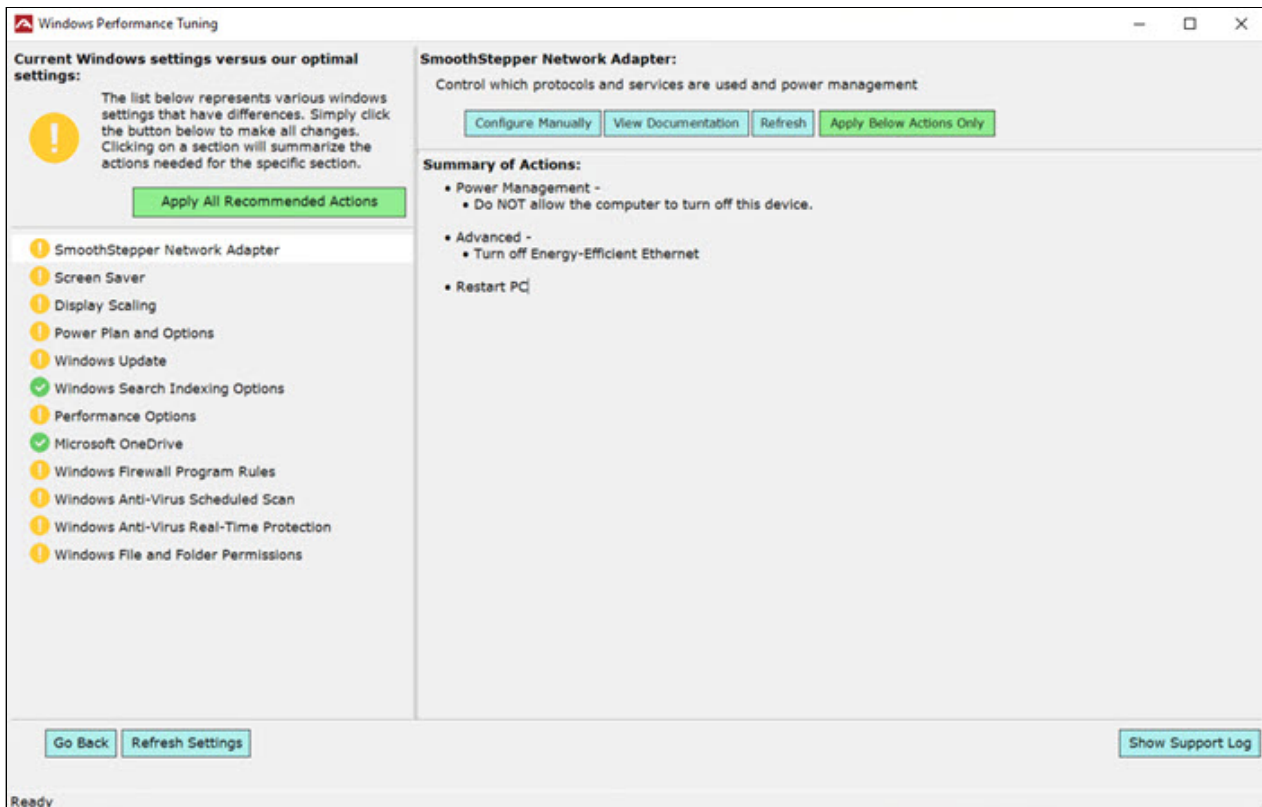 Windows Performance Tuning
Current Windows settings versus our optimal
settings:
The list below represents various windows
settings that have differences. Simply click
the button below to make all changes.
Clicking on a section will summarize the
actions needed for the specific section.
Apply All Recommended Actions
SmoothStepper Network Adapter
Screen Saver
Display Scaling
Power Plan and Options
Windows Update
Windows Search Indexing Options
Performance Options
Microsoft OneDrive
Windows Firewall Program Rules
Windows Anti-Virus Scheduled Scan
Windows Anti-Virus Real-Time Protection
Windows File and Folder Permissions
SmoothStepper Network Adapter:
Control which protocols and services are used and power management
Configure Manually View Documentation Refresh Apply Below Actions Only
Summary of Actions:
• Power Management -
• Do NOT allow the computer to turn off this device.
• Advanced -
• Turn off Energy-Efficient Ethernet
• Restart PC
Go Back Refresh Settings Show Support Log
Ready